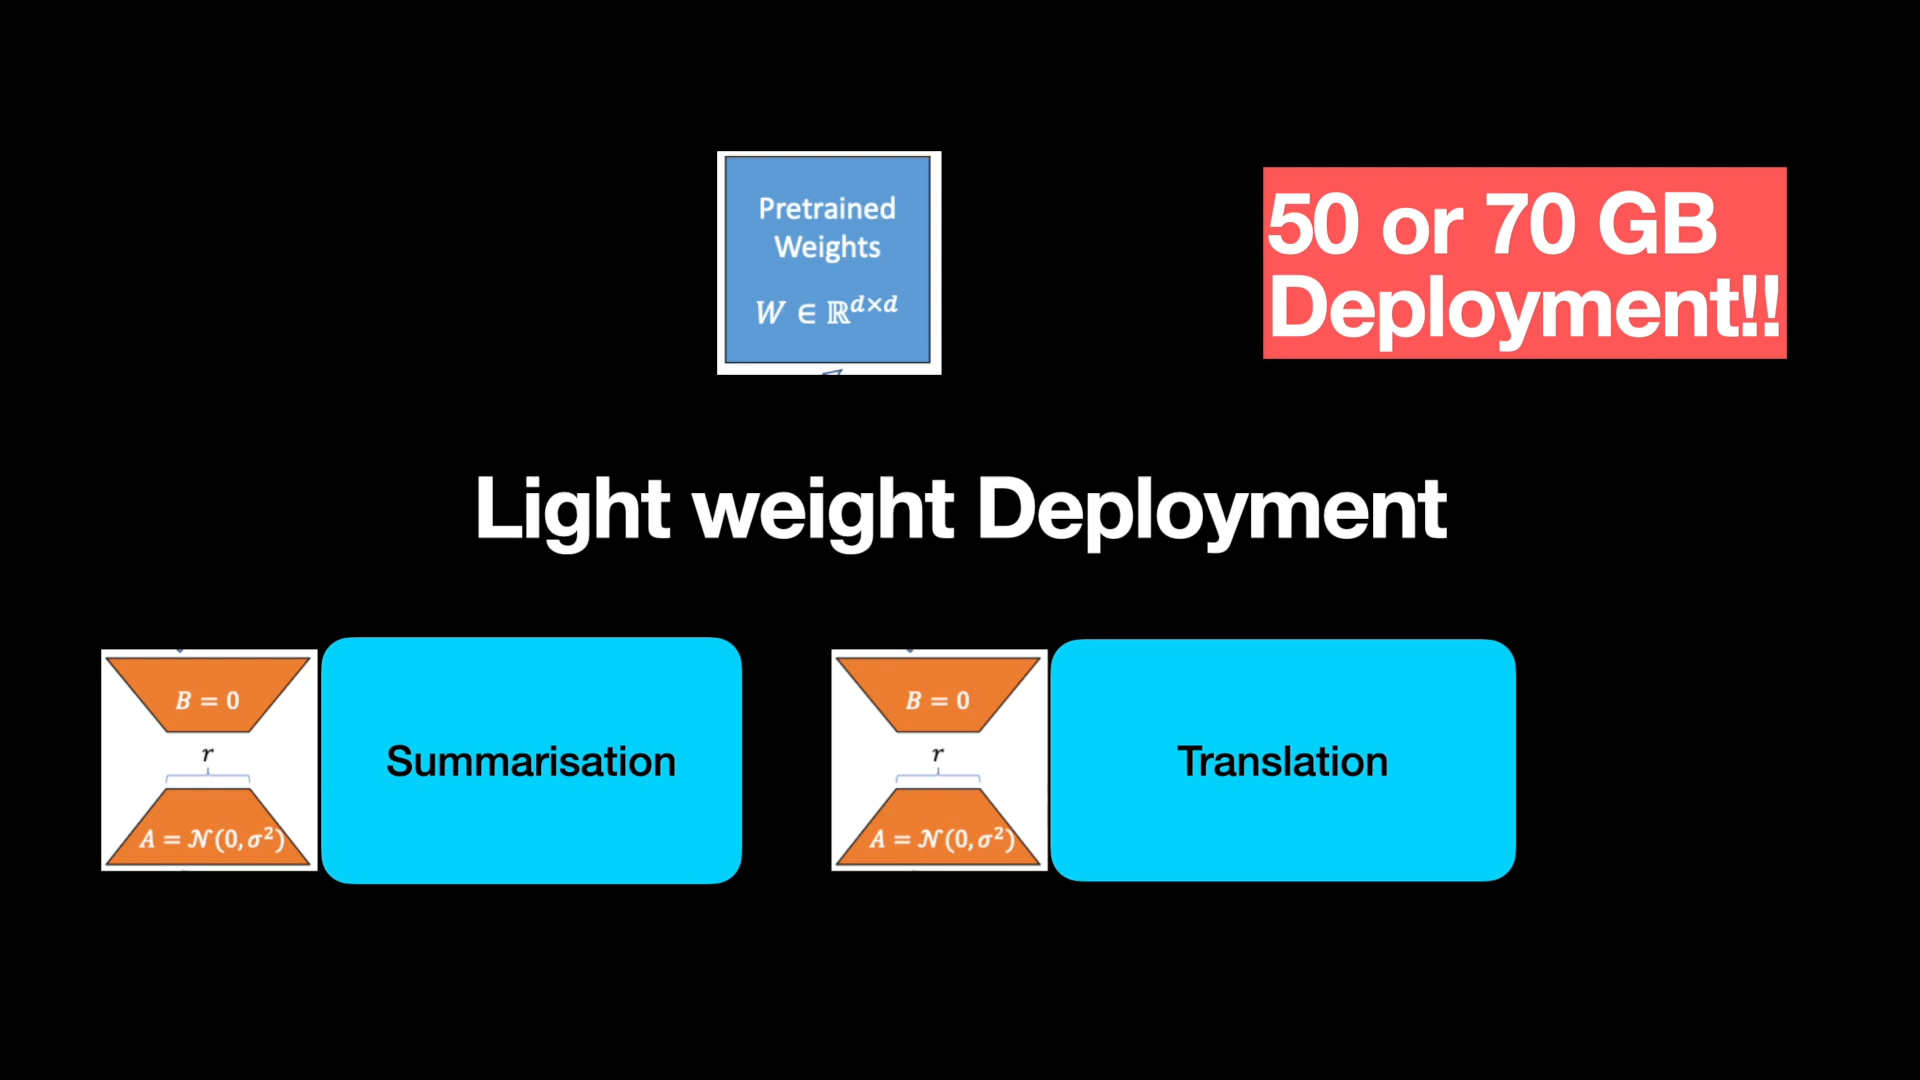 Pretrained
Weights
W ∈ ℝ^{d×d}
50 or 70 GB
Deployment!!
Light weight Deployment
B = 0
r
A = 𝒩(0, σ²)
Summarisation
B = 0
r
A = 𝒩(0, σ²)
Translation